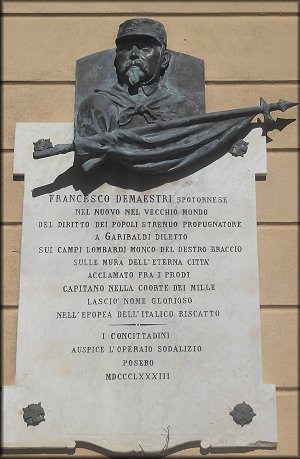 FRANCESCO DEMAESTRI SPOTORNESE
NEL NUOVO NEL VECCHIO MONDO
DEL DIRITTO DEI POPOLI STRENUO PROPUGNATORE
A GARIBALDI DILETTO
SUI CAMPI LOMBARDI MONCO DEL DESTRO BRACCIO
SULLE MURA DELL'ETERNA CITTA'
ACCLAMATO FRA I PRODI
CAPITANO NELLA COORTE DEI MILLE
LASCIO' NOME GLORIOSO
NELL'EPOPEA DELL'ITALICO RISCATTO
I CONCITTADINI
AUSPICE L'OPERAIO SODALIZIO
POSERO
MDCCCLXXXIII